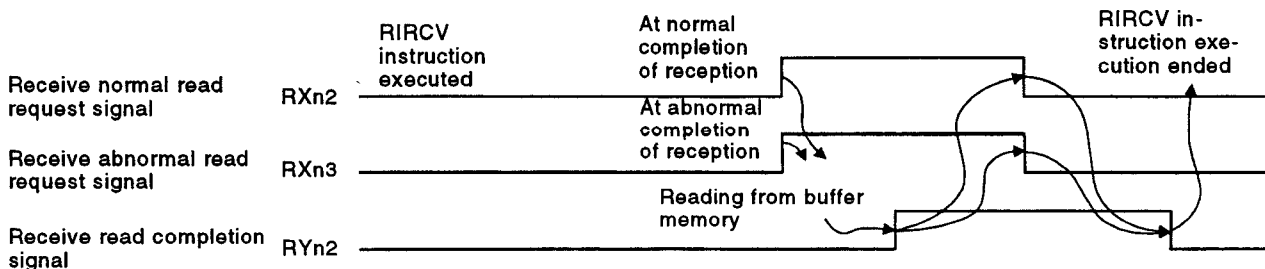 RIRCV
instruction
executed
At normal
completion
of reception
RIRCV in-
struction exe-
cution ended
Receive normal read
request signal
RXn2
At abnormal
completion
of reception
Receive abnormal read
request signal
RXn3
Reading from buffer
memory
Receive read completion
signal
RYn2